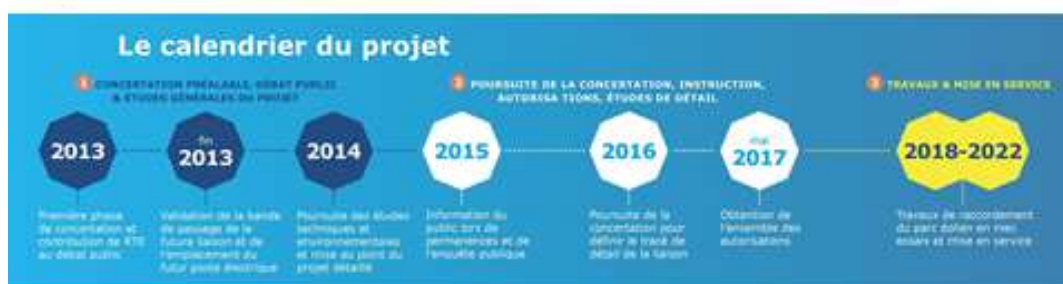 Le calendrier du projet
1 CONCERTATION PRÉALABLE, DÉBAT PUBLIC
& ÉTUDES GÉNÉRALES DU PROJET
2 POURSUITE DE LA CONCERTATION, INSTRUCTION,
AUTORISA TIONS, ÉTUDES DE DÉTAIL
3 TRAVAUX & MISE EN SERVICE
2013
Première phase
de concertation et
contribution de RTE
au débat public
fin
2013
Validation de la bande
de passage de la
future liaison et de
l'emplacement du
futur poste électrique
2014
Poursuite des études
techniques et
environnementales
et mise au point du
projet détaillé
2015
Information du
public lors de
permanences et de
l'enquête publique
2016
Poursuite de la
concertation pour
définir le tracé de
détail de la liaison
mai
2017
Obtention de
l'ensemble des
autorisations
2018-2022
Travaux de raccordement
du parc éolien en mer,
essais et mise en service